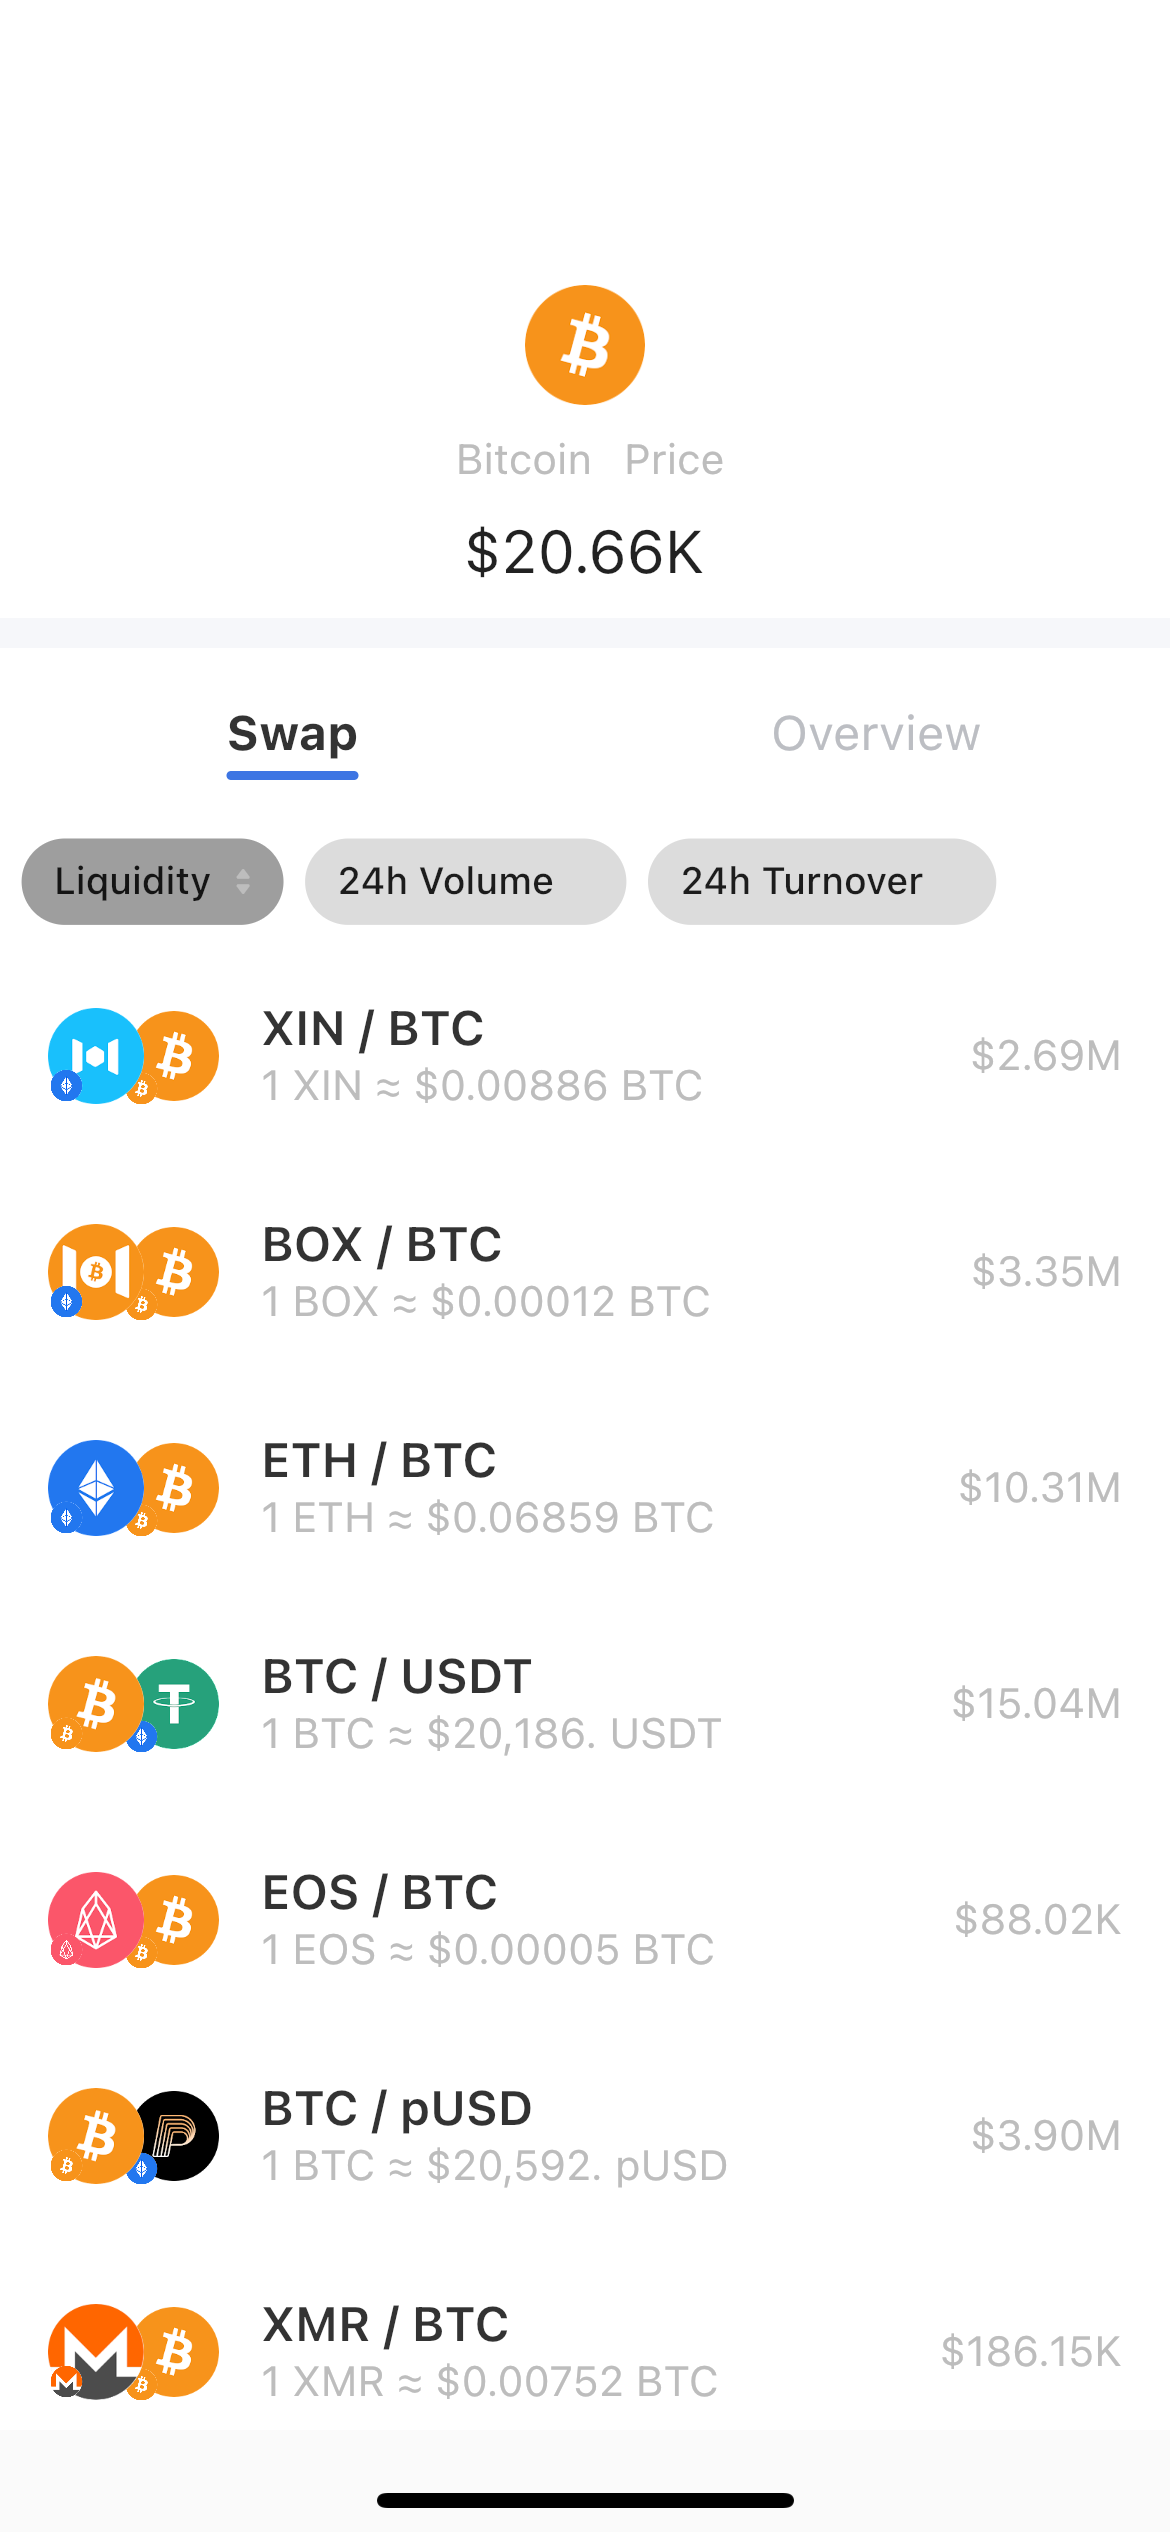 Bitcoin Price
$20.66K
Swap Overview
Liquidity 24h Volume 24h Turnover
XIN / BTC
1 XIN ≈ $0.00886 BTC
$2.69M
BOX / BTC
1 BOX ≈ $0.00012 BTC
$3.35M
ETH / BTC
1 ETH ≈ $0.06859 BTC
$10.31M
BTC / USDT
1 BTC ≈ $20,186. USDT
$15.04M
EOS / BTC
1 EOS ≈ $0.00005 BTC
$88.02K
BTC / pUSD
1 BTC ≈ $20,592. pUSD
$3.90M
XMR / BTC
1 XMR ≈ $0.00752 BTC
$186.15K